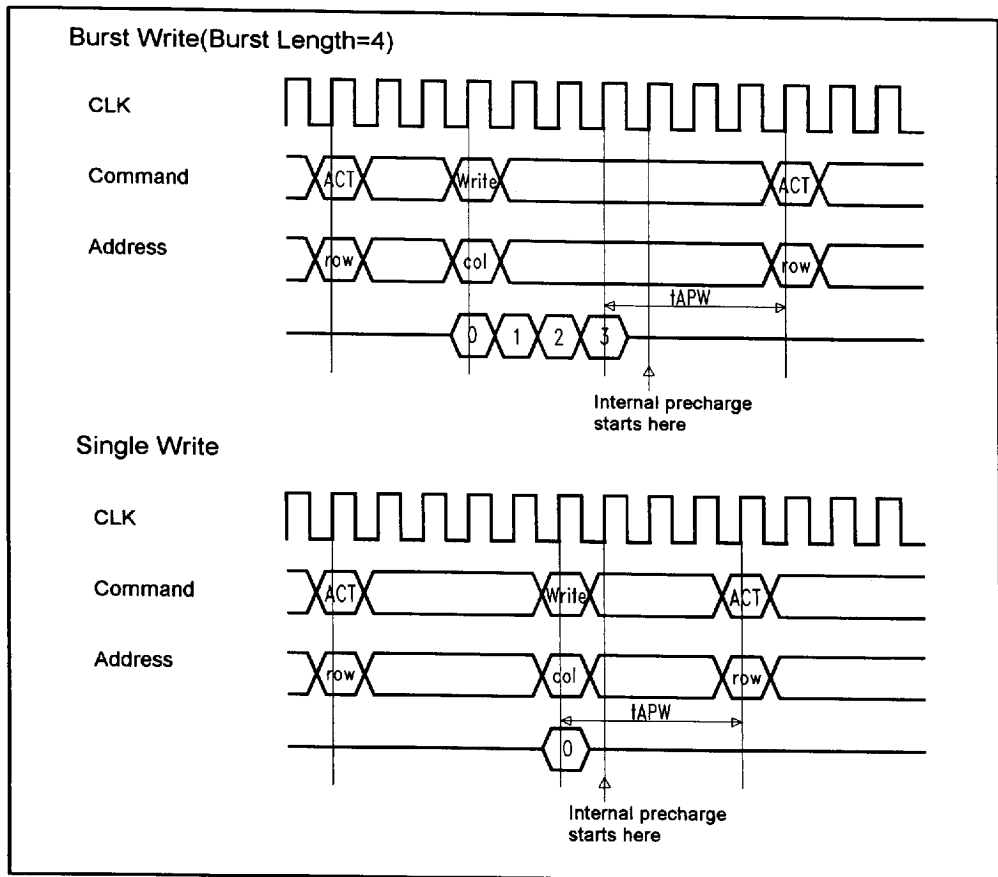 Burst Write(Burst Length=4)
CLK
Command
ACT
Write
ACT
Address
row
col
row
tAPW
0 1 2 3
Internal precharge
starts here
Single Write
CLK
Command
ACT
Write
ACT
Address
row
col
row
tAPW
0
Internal precharge
starts here